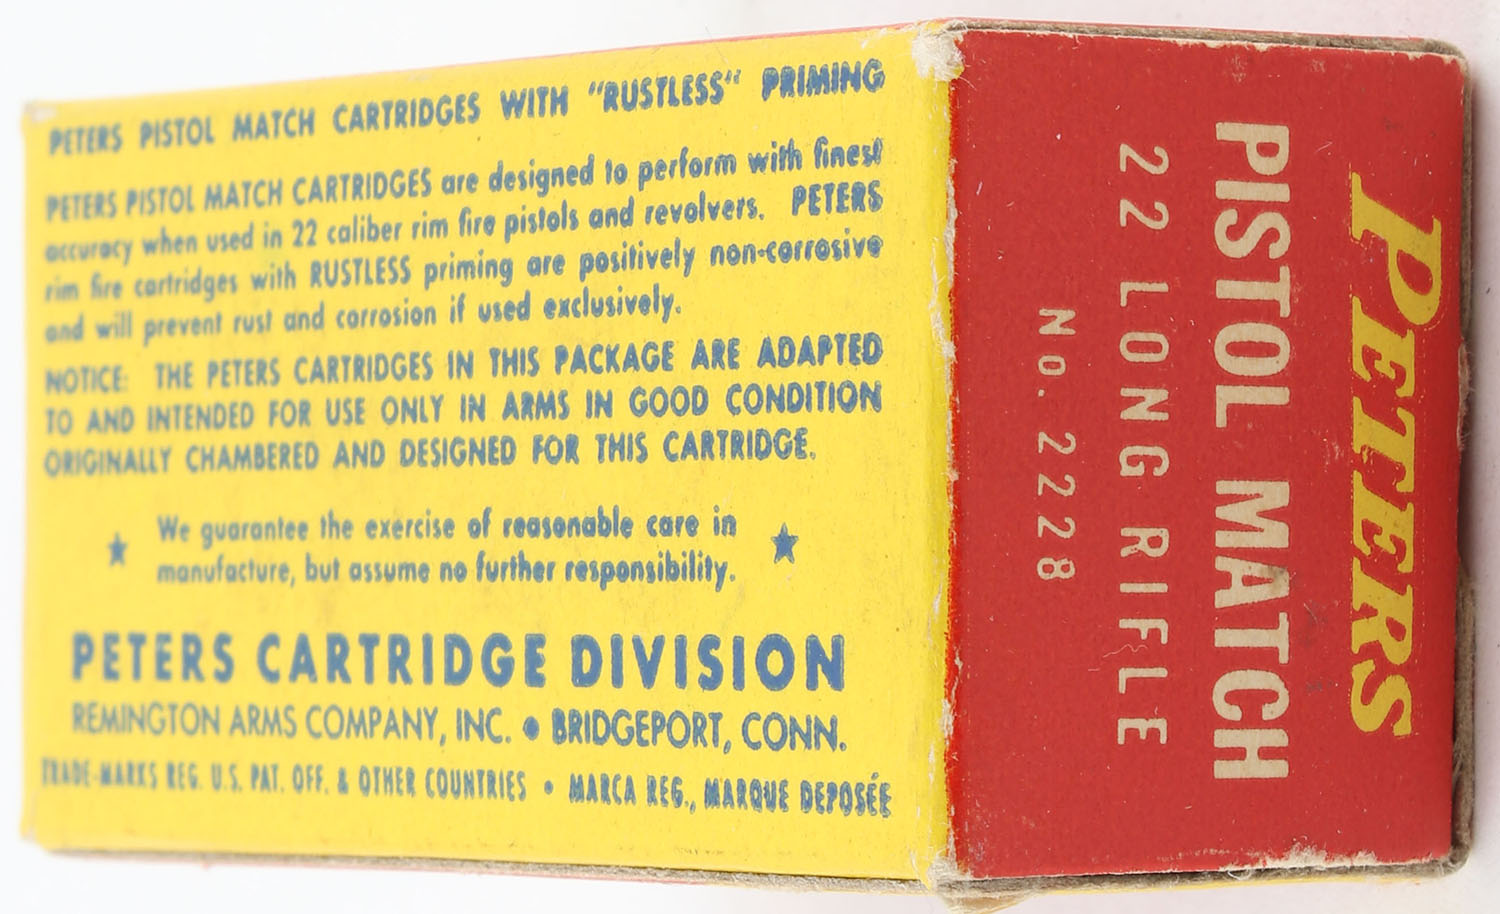 PETERS PISTOL MATCH CARTRIDGES WITH "RUSTLESS" PRIMING
PETERS PISTOL MATCH CARTRIDGES are designed to perform with finest
accuracy when used in 22 caliber rim fire pistols and revolvers. PETERS
rim fire cartridges with RUSTLESS priming are positively non-corrosive
and will prevent rust and corrosion if used exclusively.
NOTICE: THE PETERS CARTRIDGES IN THIS PACKAGE ARE ADAPTED
TO AND INTENDED FOR USE ONLY IN ARMS IN GOOD CONDITION
ORIGINALLY CHAMBERED AND DESIGNED FOR THIS CARTRIDGE.
★ We guarantee the exercise of reasonable care in ★
manufacture, but assume no further responsibility.
PETERS CARTRIDGE DIVISION
REMINGTON ARMS COMPANY, INC. • BRIDGEPORT, CONN.
TRADE-MARKS REG. U.S. PAT. OFF. & OTHER COUNTRIES • MARCA REG., MARQUE DEPOSÉE
PETERS
PISTOL MATCH
22 LONG RIFLE
No. 2228